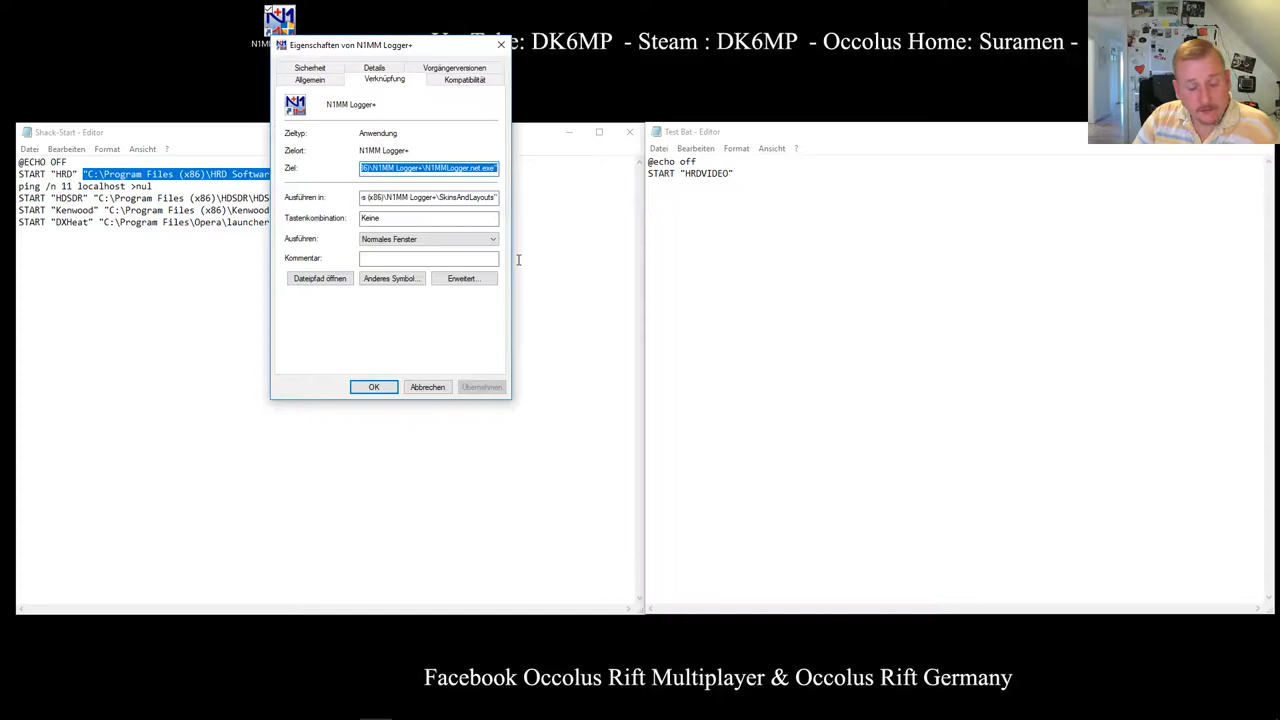 N1
YouTube: DK6MP - Steam : DK6MP - Occolus Home: Suramen -
Eigenschaften von N1MM Logger+
Sicherheit Details Vorgängerversionen
Allgemein Verknüpfung Kompatibilität
N1MM Logger+
Zieltyp: Anwendung
Zielort: N1MM Logger+
Ziel: 86)\N1MM Logger+\N1MMLogger.net.exe"
Ausführen in: s (x86)\N1MM Logger+\SkinsAndLayouts"
Tastenkombination: Keine
Ausführen: Normales Fenster
Kommentar:
Dateipfad öffnen Anderes Symbol... Erweitert...
OK Abbrechen Übernehmen
Shack-Start - Editor
Datei Bearbeiten Format Ansicht ?
@ECHO OFF
START "HRD" "C:\Program Files (x86)\HRD Softwar
ping /n 11 localhost >nul
START "HDSDR" "C:\Program Files (x86)\HDSDR\HDS
START "Kenwood" "C:\Program Files (x86)\Kenwood
START "DXHeat" "C:\Program Files\Opera\launcher
Test Bat - Editor
Datei Bearbeiten Format Ansicht ?
@echo off
START "HRDVIDEO"
Facebook Occolus Rift Multiplayer & Occolus Rift Germany